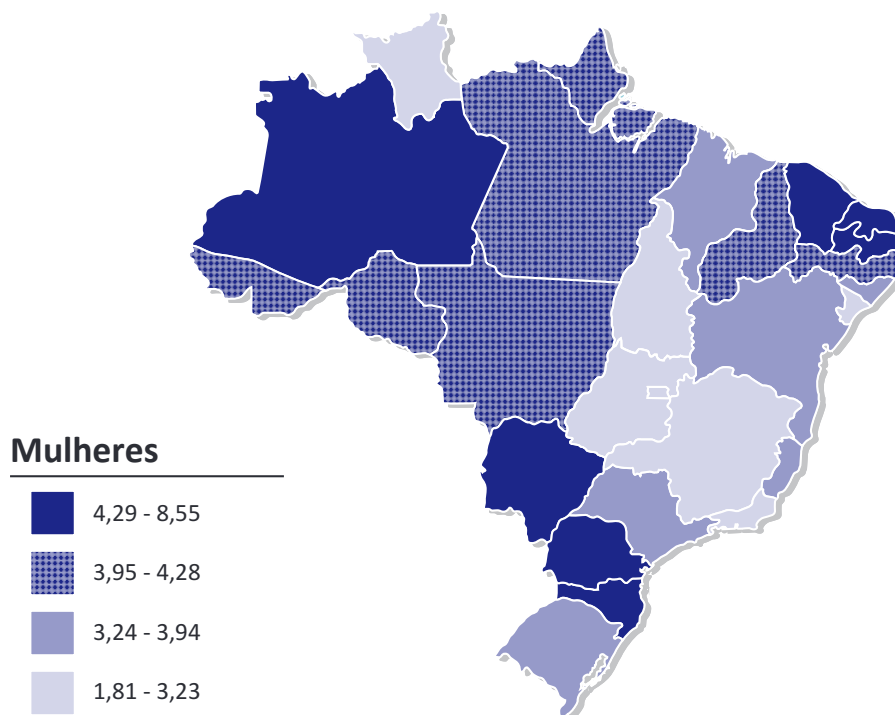 Mulheres
4,29 - 8,55
3,95 - 4,28
3,24 - 3,94
1,81 - 3,23